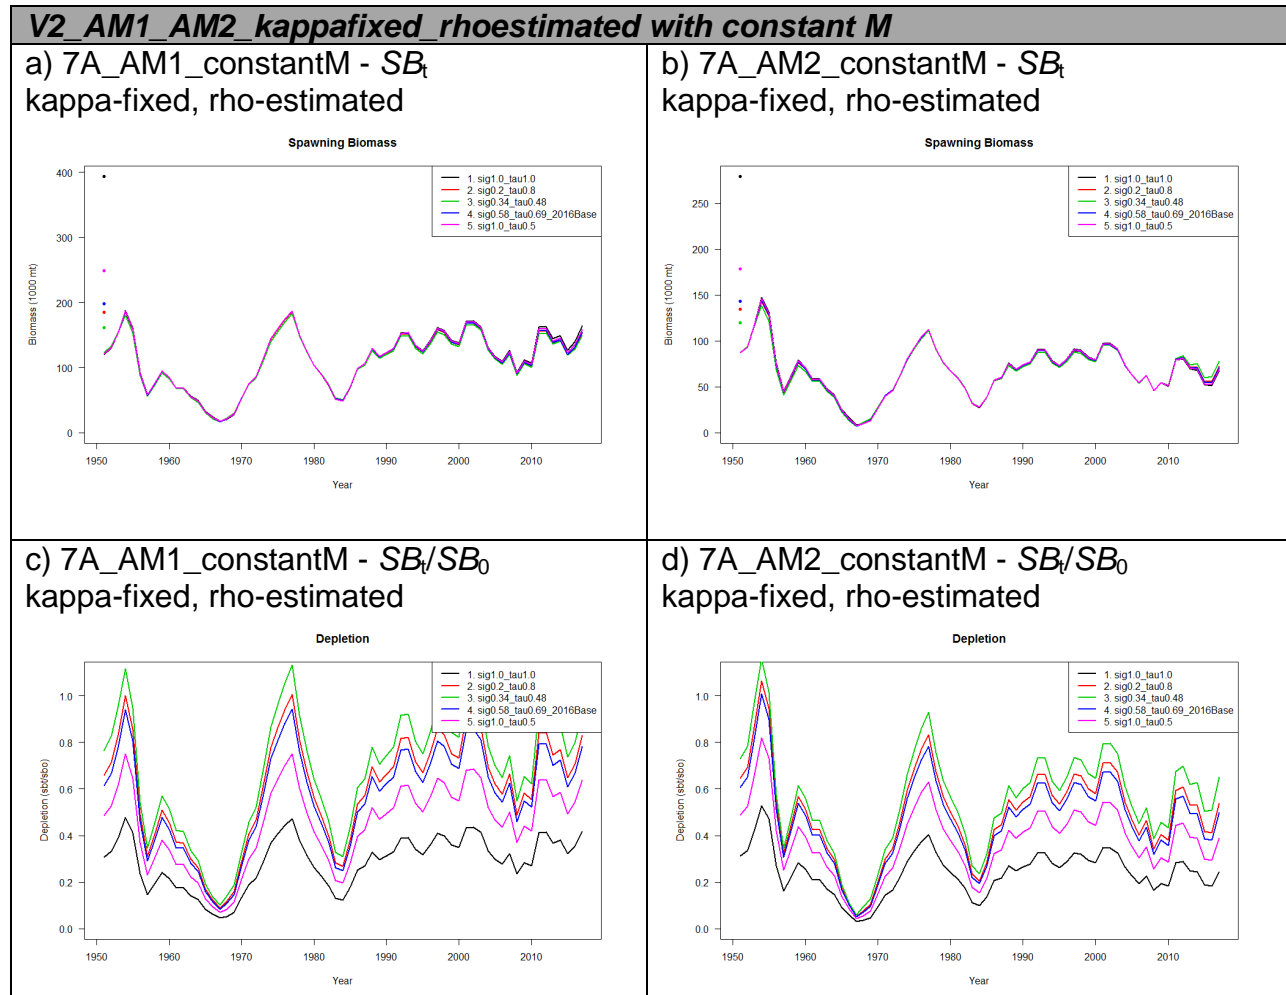 V2_AM1_AM2_kappafixed_rhoestimated with constant M
a) 7A_AM1_constantM - SBt
kappa-fixed, rho-estimated
Spawning Biomass
1. sig1.0_tau1.0
2. sig0.2_tau0.8
3. sig0.34_tau0.48
4. sig0.58_tau0.69_2016Base
5. sig1.0_tau0.5
400
300
200
100
0
Biomass (1000 mt)
1950 1960 1970 1980 1990 2000 2010
Year
b) 7A_AM2_constantM - SBt
kappa-fixed, rho-estimated
Spawning Biomass
1. sig1.0_tau1.0
2. sig0.2_tau0.8
3. sig0.34_tau0.48
4. sig0.58_tau0.69_2016Base
5. sig1.0_tau0.5
250
200
150
100
50
0
Biomass (1000 mt)
1950 1960 1970 1980 1990 2000 2010
Year
c) 7A_AM1_constantM - SBt/SB0
kappa-fixed, rho-estimated
Depletion
1. sig1.0_tau1.0
2. sig0.2_tau0.8
3. sig0.34_tau0.48
4. sig0.58_tau0.69_2016Base
5. sig1.0_tau0.5
1.0
0.8
0.6
0.4
0.2
0.0
Depletion (sbt/sbo)
1950 1960 1970 1980 1990 2000 2010
Year
d) 7A_AM2_constantM - SBt/SB0
kappa-fixed, rho-estimated
Depletion
1. sig1.0_tau1.0
2. sig0.2_tau0.8
3. sig0.34_tau0.48
4. sig0.58_tau0.69_2016Base
5. sig1.0_tau0.5
1.0
0.8
0.6
0.4
0.2
0.0
Depletion (sbt/sbo)
1950 1960 1970 1980 1990 2000 2010
Year